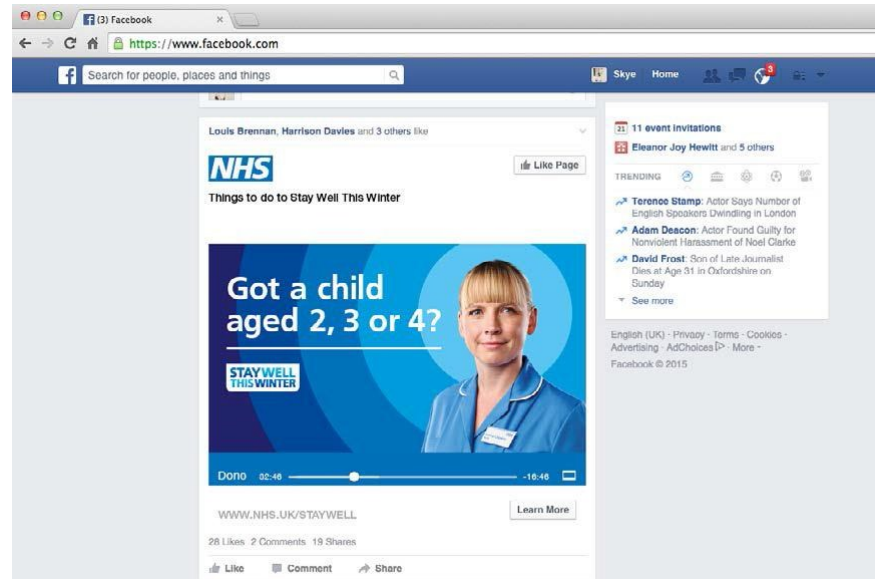 (3) Facebook
https://www.facebook.com
Search for people, places and things
Skye Home
3
Louis Brennan, Harrison Davies and 3 others like
NHS
Like Page
Things to do to Stay Well This Winter
Got a child
aged 2, 3 or 4?
STAY WELL
THIS WINTER
Dono 02:46 -16:46
WWW.NHS.UK/STAYWELL
Learn More
28 Likes 2 Comments 19 Shares
Like Comment Share
21 11 event invitations
Eleanor Joy Hewitt and 5 others
TRENDING
Terence Stamp: Actor Says Number of
English Speakers Dwindling in London
Adam Deacon: Actor Found Guilty for
Nonviolent Harassment of Noel Clarke
David Frost: Son of Late Journalist
Dies at Age 31 in Oxfordshire on
Sunday
See more
English (UK) · Privacy · Terms · Cookies ·
Advertising · AdChoices · More
Facebook © 2015